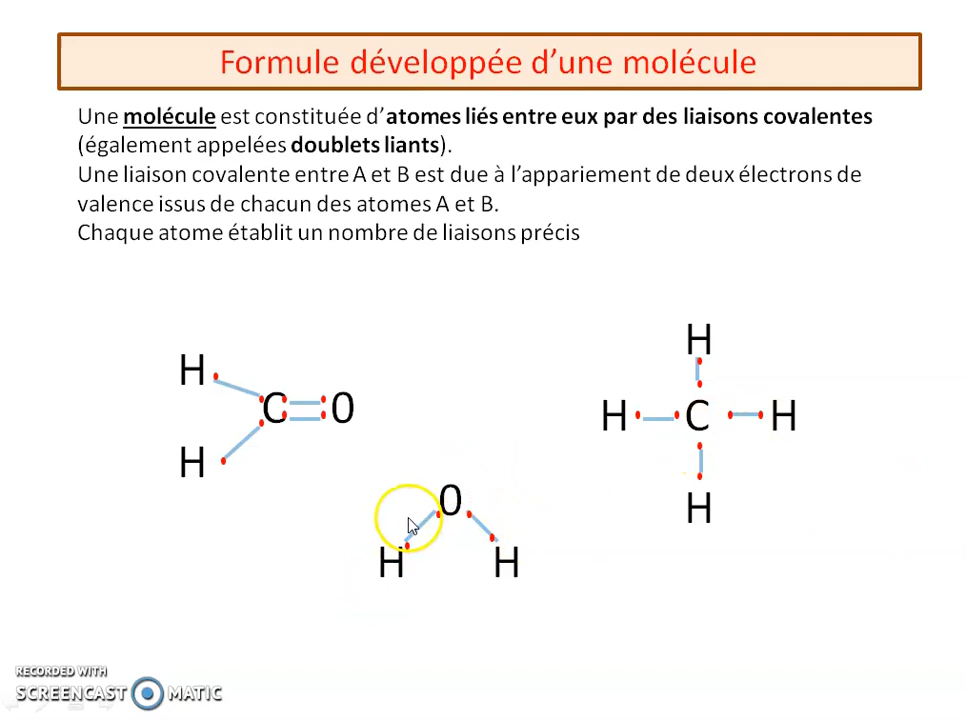 Formule développée d’une molécule
Une molécule est constituée d’atomes liés entre eux par des liaisons covalentes
(également appelées doublets liants).
Une liaison covalente entre A et B est due à l’appariement de deux électrons de
valence issus de chacun des atomes A et B.
Chaque atome établit un nombre de liaisons précis
H
H
C O
H C H
H
H
O
H H
RECORDED WITH
SCREENCAST MATIC